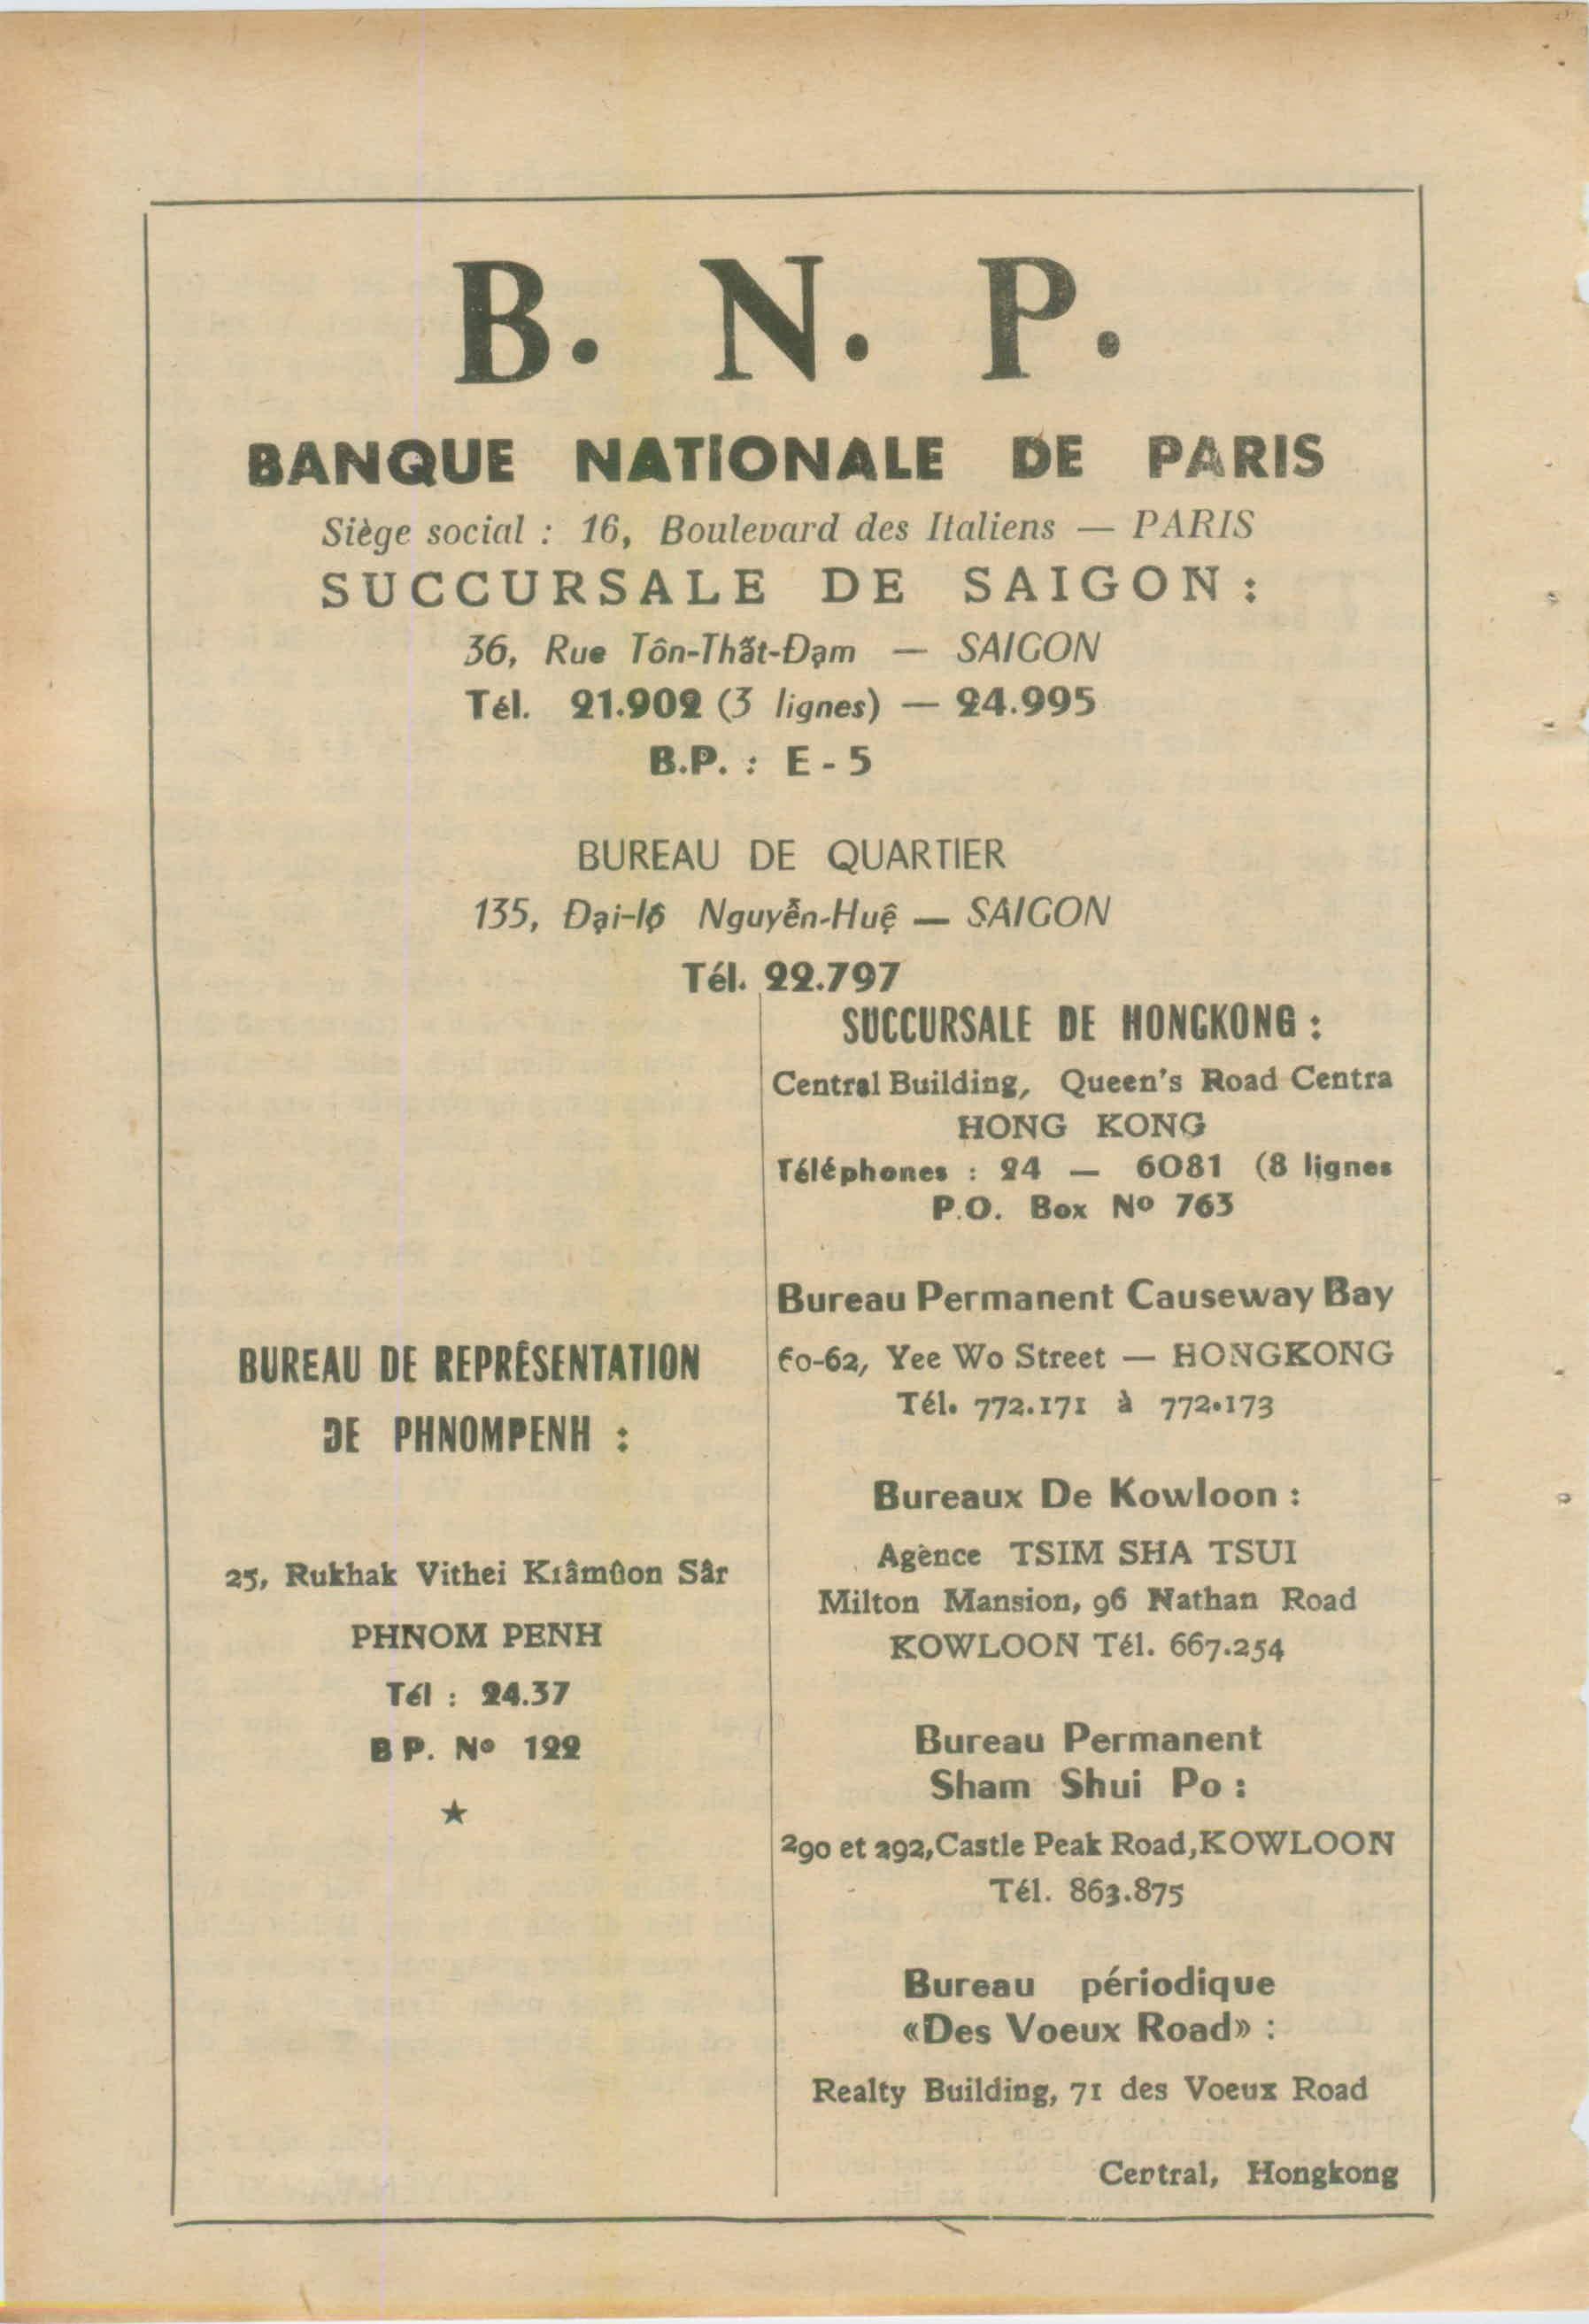 B. N. P.
BANQUE NATIONALE DE PARIS
Siège social : 16, Boulevard des Italiens — PARIS
SUCCURSALE DE SAIGON :
36, Rue Tôn-Thất-Đạm — SAIGON
Tél. 21.902 (3 lignes) — 24.995
B.P. : E - 5
BUREAU DE QUARTIER
135, Đại-lộ Nguyễn-Huệ — SAIGON
Tél. 22.797
BUREAU DE REPRÉSENTATION
DE PHNOMPENH :
25, Rukhak Vithei Krâmûon Sâr
PHNOM PENH
Tél : 24.37
B P. Nº 122
★
SUCCURSALE DE HONGKONG :
Central Building, Queen's Road Centra
HONG KONG
Téléphones : 24 — 6081 (8 lignes
P.O. Box Nº 763
Bureau Permanent Causeway Bay
60-62, Yee Wo Street — HONGKONG
Tél. 772.171 à 772.173
Bureaux De Kowloon :
Agènce TSIM SHA TSUI
Milton Mansion, 96 Nathan Road
KOWLOON Tél. 667.254
Bureau Permanent
Sham Shui Po :
290 et 292,Castle Peak Road,KOWLOON
Tél. 863.875
Bureau périodique
«Des Voeux Road» :
Realty Building, 71 des Voeux Road
Central, Hongkong